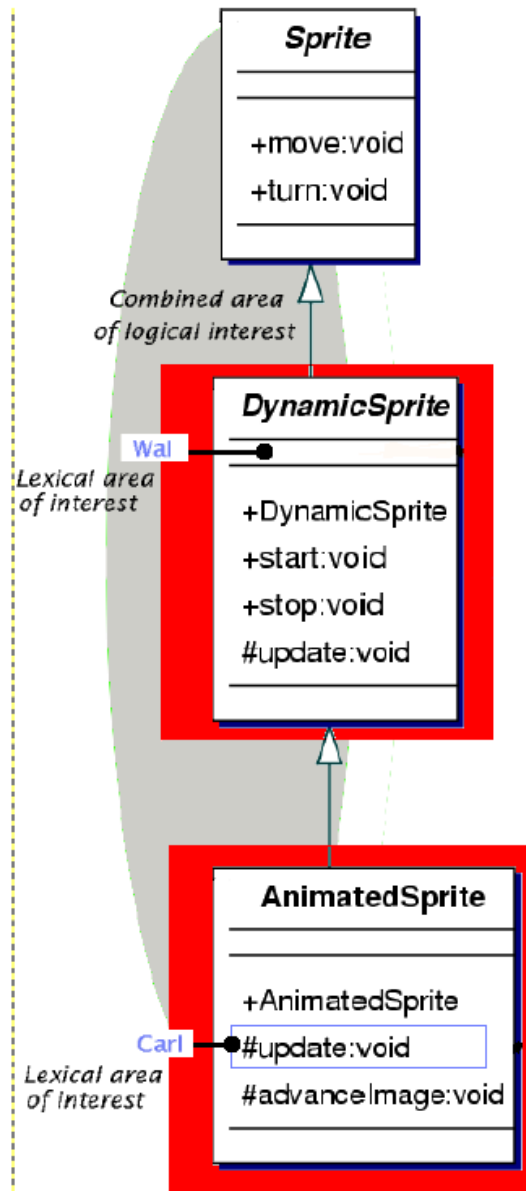 Sprite
+move:void
+turn:void
Combined area
of logical interest
DynamicSprite
Wal
Lexical area
of interest
+DynamicSprite
+start:void
+stop:void
#update:void
AnimatedSprite
+AnimatedSprite
Carl
#update:void
Lexical area
of interest
#advanceImage:void